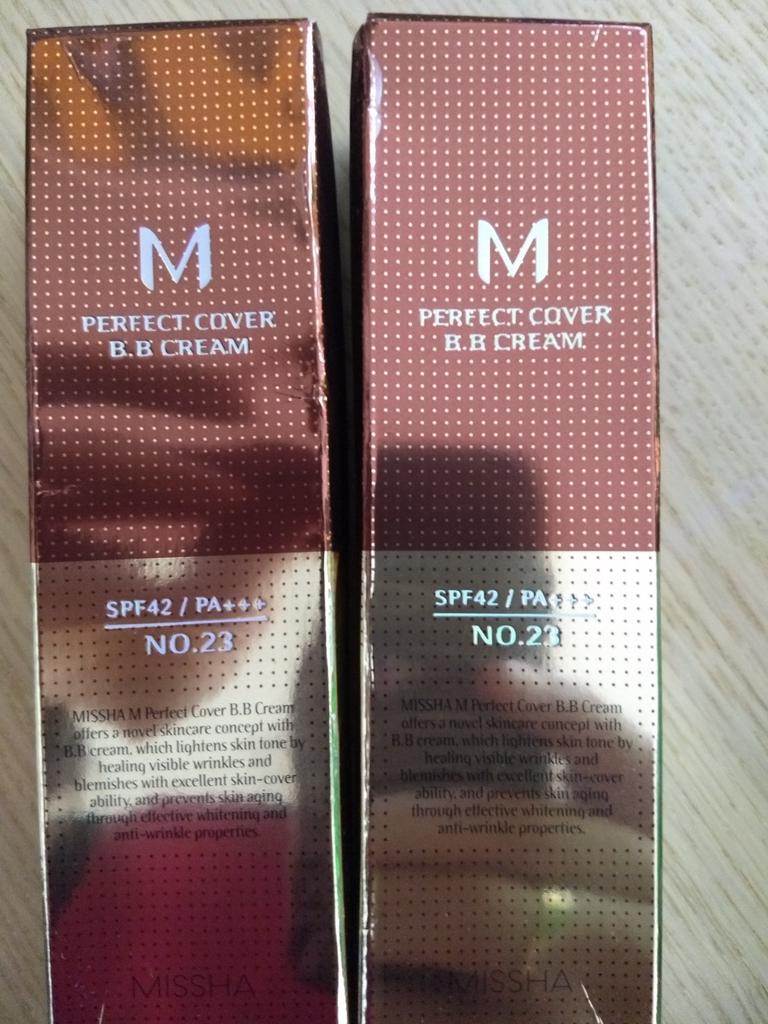 M
PERFECT COVER
B.B CREAM
SPF42 / PA+++
NO.23
MISSHA M Perfect Cover B.B Cream
offers a novel skincare concept with
B.B cream, which lightens skin tone by
healing visible wrinkles and
blemishes with excellent skin-cover
ability, and prevents skin aging
through effective whitening and
anti-wrinkle properties.
MISSHA
M
PERFECT COVER
B.B CREAM
SPF42 / PA+++
NO.23
MISSHA M Perfect Cover B.B Cream
offers a novel skincare concept with
B.B cream, which lightens skin tone by
healing visible wrinkles and
blemishes with excellent skin-cover
ability, and prevents skin aging
through effective whitening and
anti-wrinkle properties.
MISSHA